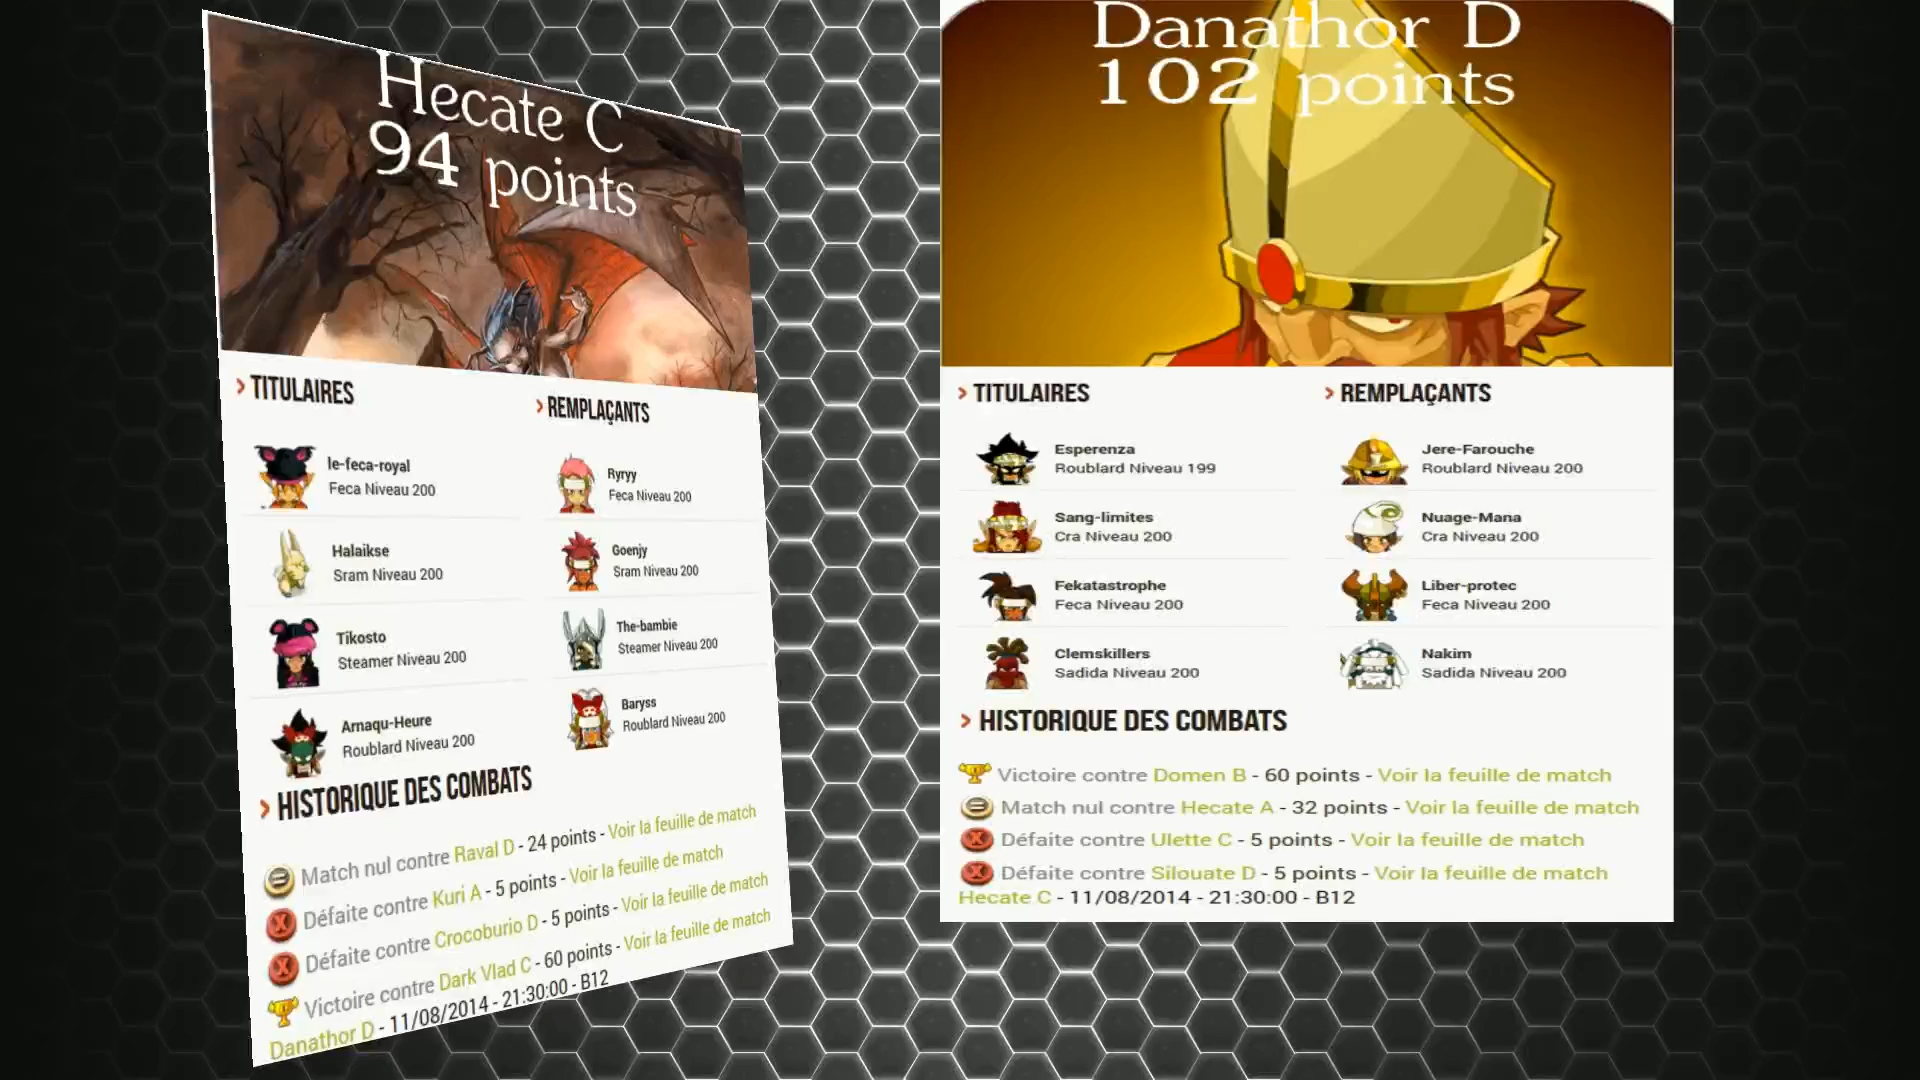 Hecate C
94 points
TITULAIRES
REMPLAÇANTS
le-feca-royal
Feca Niveau 200
Ryryy
Feca Niveau 200
Halaikse
Sram Niveau 200
Goenjy
Sram Niveau 200
Tikosto
Steamer Niveau 200
The-bambie
Steamer Niveau 200
Arnaqu-Heure
Roublard Niveau 200
Baryss
Roublard Niveau 200
HISTORIQUE DES COMBATS
Match nul contre Raval D - 24 points - Voir la feuille de match
Défaite contre Kuri A - 5 points - Voir la feuille de match
Défaite contre Crocoburio D - 5 points - Voir la feuille de match
Victoire contre Dark Vlad C - 60 points - Voir la feuille de match
Danathor D - 11/08/2014 - 21:30:00 - B12
Danathor D
102 points
TITULAIRES
REMPLAÇANTS
Esperenza
Roublard Niveau 199
Jere-Farouche
Roublard Niveau 200
Sang-limites
Cra Niveau 200
Nuage-Mana
Cra Niveau 200
Fekatastrophe
Feca Niveau 200
Liber-protec
Feca Niveau 200
Clemskillers
Sadida Niveau 200
Nakim
Sadida Niveau 200
HISTORIQUE DES COMBATS
Victoire contre Domen B - 60 points - Voir la feuille de match
Match nul contre Hecate A - 32 points - Voir la feuille de match
Défaite contre Ulette C - 5 points - Voir la feuille de match
Défaite contre Silouate D - 5 points - Voir la feuille de match
Hecate C - 11/08/2014 - 21:30:00 - B12